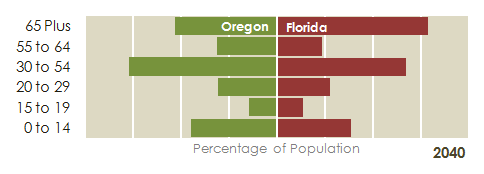 65 Plus Oregon Florida
55 to 64
30 to 54
20 to 29
15 to 19
0 to 14
Percentage of Population
2040